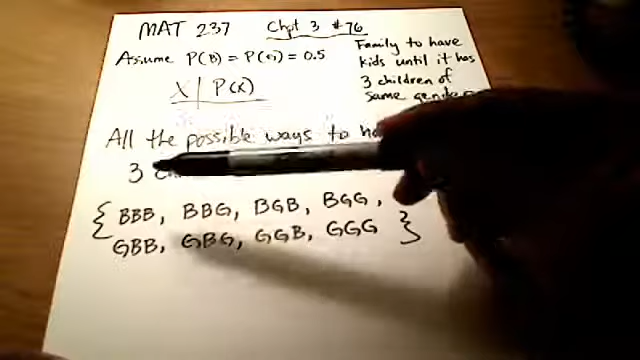 MAT 237 Chpt 3 #76
Assume P(B) = P(G) = 0.5
Family to have
kids until it has
3 children of
same gender
X | P(X)
All the possible ways to
3
{ BBB, BBG, BGB, BGG,
GBB, GBG, GGB, GGG }